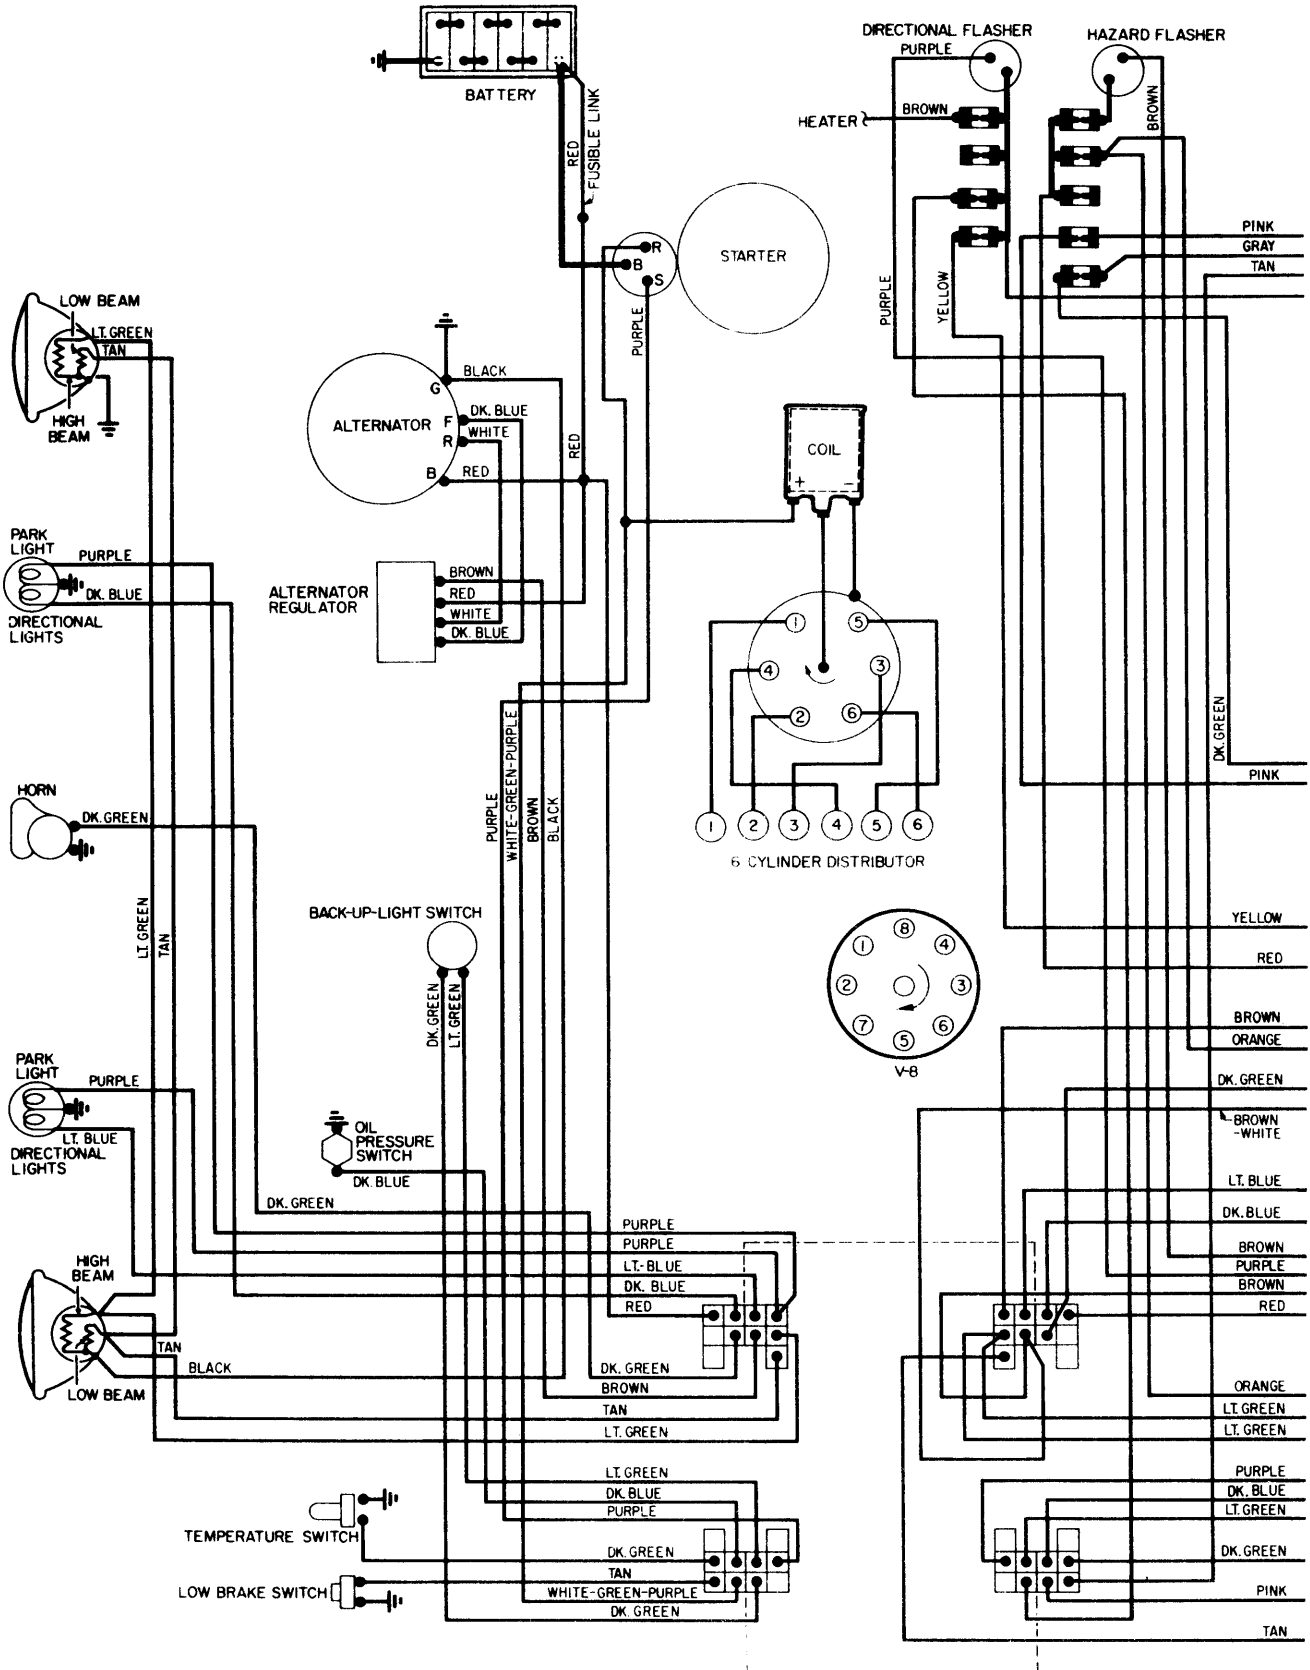 BATTERY
RED
FUSIBLE LINK
DIRECTIONAL FLASHER
PURPLE
HAZARD FLASHER
HEATER
BROWN
BROWN
PURPLE
YELLOW
PINK
GRAY
TAN
R
B
S
STARTER
PURPLE
LOW BEAM
LT. GREEN
TAN
HIGH
BEAM
G
BLACK
ALTERNATOR
F
DK. BLUE
R
WHITE
B
RED
RED
COIL
+
-
PARK
LIGHT
PURPLE
DK. BLUE
DIRECTIONAL
LIGHTS
ALTERNATOR
REGULATOR
BROWN
RED
WHITE
DK. BLUE
1
5
4
3
2
6
1
2
3
4
5
6
6 CYLINDER DISTRIBUTOR
DK. GREEN
PINK
HORN
DK. GREEN
PURPLE
WHITE-GREEN-PURPLE
BROWN
BLACK
LT. GREEN
TAN
BACK-UP-LIGHT SWITCH
DK. GREEN
LT. GREEN
8
1
4
2
3
7
6
5
V-8
YELLOW
RED
BROWN
ORANGE
DK. GREEN
BROWN
-WHITE
LT. BLUE
DK. BLUE
BROWN
PURPLE
BROWN
RED
PARK
LIGHT
PURPLE
LT. BLUE
DIRECTIONAL
LIGHTS
OIL
PRESSURE
SWITCH
DK. BLUE
DK. GREEN
PURPLE
PURPLE
LT.-BLUE
DK. BLUE
RED
HIGH
BEAM
TAN
BLACK
LOW BEAM
DK. GREEN
BROWN
TAN
LT. GREEN
ORANGE
LT. GREEN
LT. GREEN
LT. GREEN
DK. BLUE
PURPLE
PURPLE
DK. BLUE
LT. GREEN
TEMPERATURE SWITCH
DK. GREEN
TAN
LOW BRAKE SWITCH
WHITE-GREEN-PURPLE
DK. GREEN
DK. GREEN
PINK
TAN